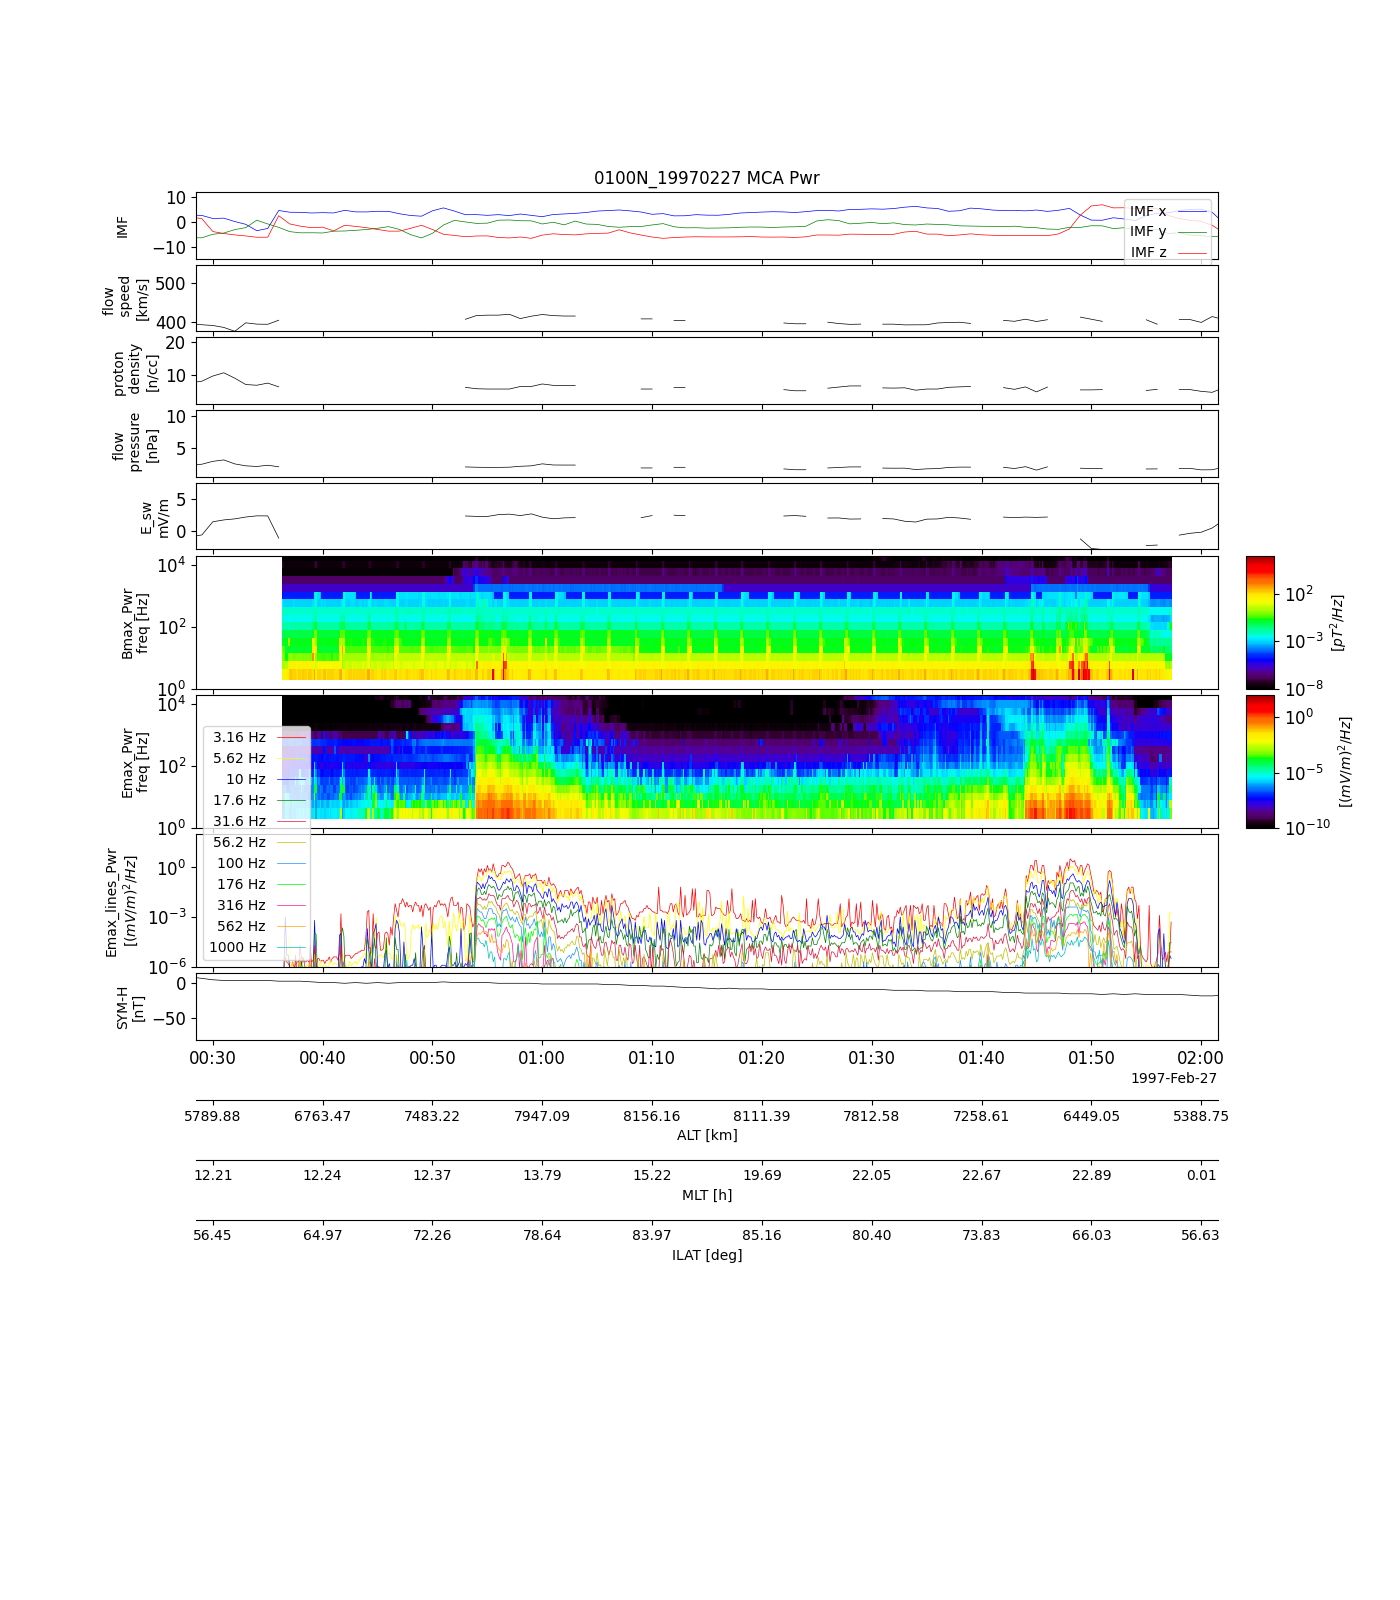 0100N_19970227 MCA Pwr
10
0
−10
IMF
IMF x
IMF y
IMF z
500
400
flow
speed
[km/s]
20
10
proton
density
[n/cc]
10
5
flow
pressure
[nPa]
5
0
E_sw
mV/m
10^4
10^2
10^0
Bmax_Pwr
freq [Hz]
10^2
10^−3
10^−8
[pT^2/Hz]
10^4
10^2
10^0
Emax_Pwr
freq [Hz]
10^0
10^−5
10^−10
[(mV/m)^2/Hz]
3.16 Hz
5.62 Hz
10 Hz
17.6 Hz
31.6 Hz
56.2 Hz
100 Hz
176 Hz
316 Hz
562 Hz
1000 Hz
10^0
10^−3
10^−6
Emax_lines_Pwr
[(mV/m)^2/Hz]
0
−50
SYM-H
[nT]
00:30 00:40 00:50 01:00 01:10 01:20 01:30 01:40 01:50 02:00
1997-Feb-27
5789.88 6763.47 7483.22 7947.09 8156.16 8111.39 7812.58 7258.61 6449.05 5388.75
ALT [km]
12.21 12.24 12.37 13.79 15.22 19.69 22.05 22.67 22.89 0.01
MLT [h]
56.45 64.97 72.26 78.64 83.97 85.16 80.40 73.83 66.03 56.63
ILAT [deg]